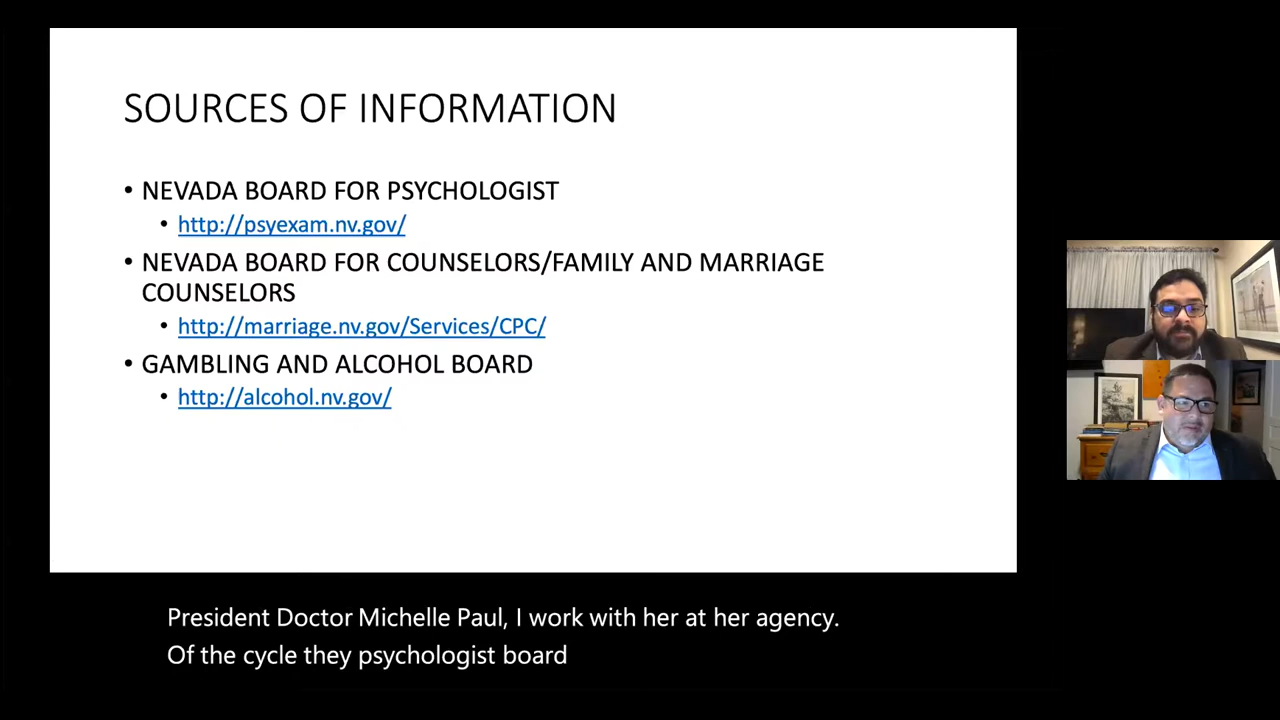 SOURCES OF INFORMATION
• NEVADA BOARD FOR PSYCHOLOGIST
• http://psyexam.nv.gov/
• NEVADA BOARD FOR COUNSELORS/FAMILY AND MARRIAGE
COUNSELORS
• http://marriage.nv.gov/Services/CPC/
• GAMBLING AND ALCOHOL BOARD
• http://alcohol.nv.gov/
President Doctor Michelle Paul, I work with her at her agency.
Of the cycle they psychologist board